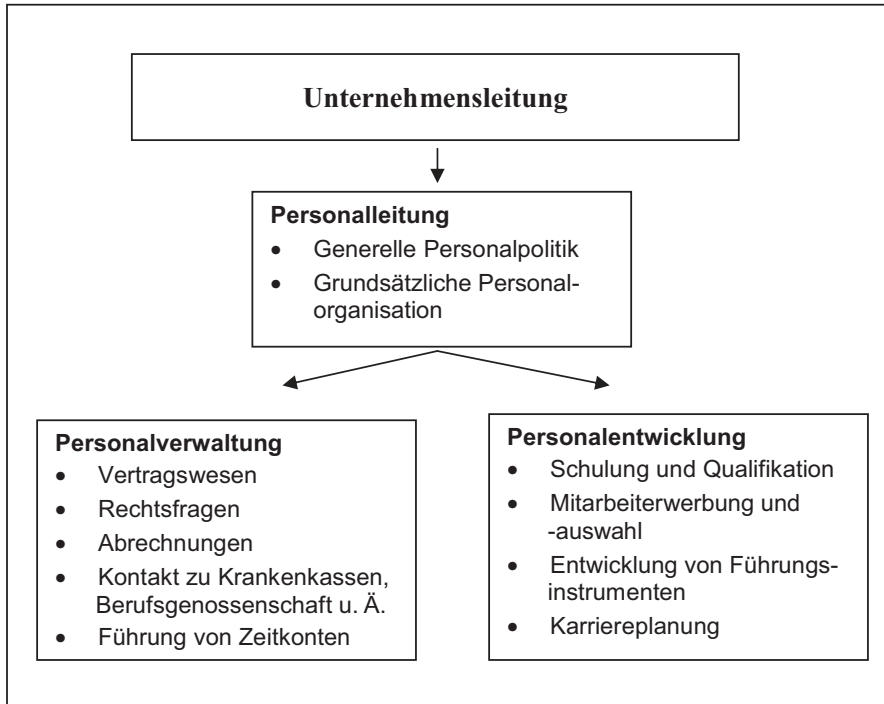 Unternehmensleitung
Personalleitung
• Generelle Personalpolitik
• Grundsätzliche Personal-
organisation
Personalverwaltung
• Vertragswesen
• Rechtsfragen
• Abrechnungen
• Kontakt zu Krankenkassen,
Berufsgenossenschaft u. Ä.
• Führung von Zeitkonten
Personalentwicklung
• Schulung und Qualifikation
• Mitarbeiterwerbung und
-auswahl
• Entwicklung von Führungs-
instrumenten
• Karriereplanung